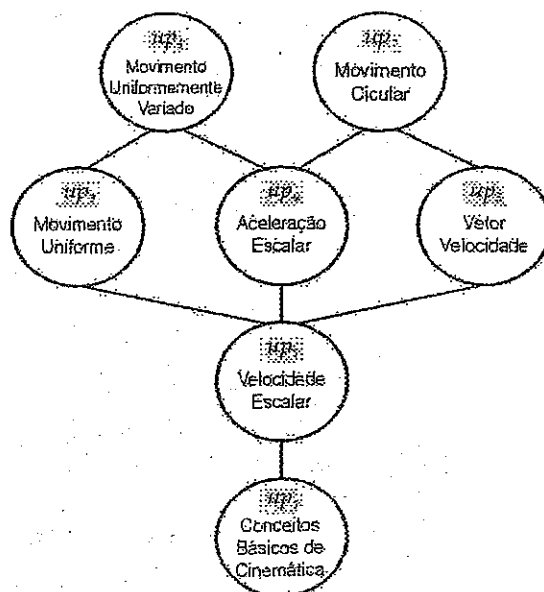 Movimento
Uniformemente
Variado
Movimento
Cicular
Movimento
Uniforme
Aceleração
Escalar
Vetor
Velocidade
Velocidade
Escalar
Conceitos
Básicos de
Cinemática